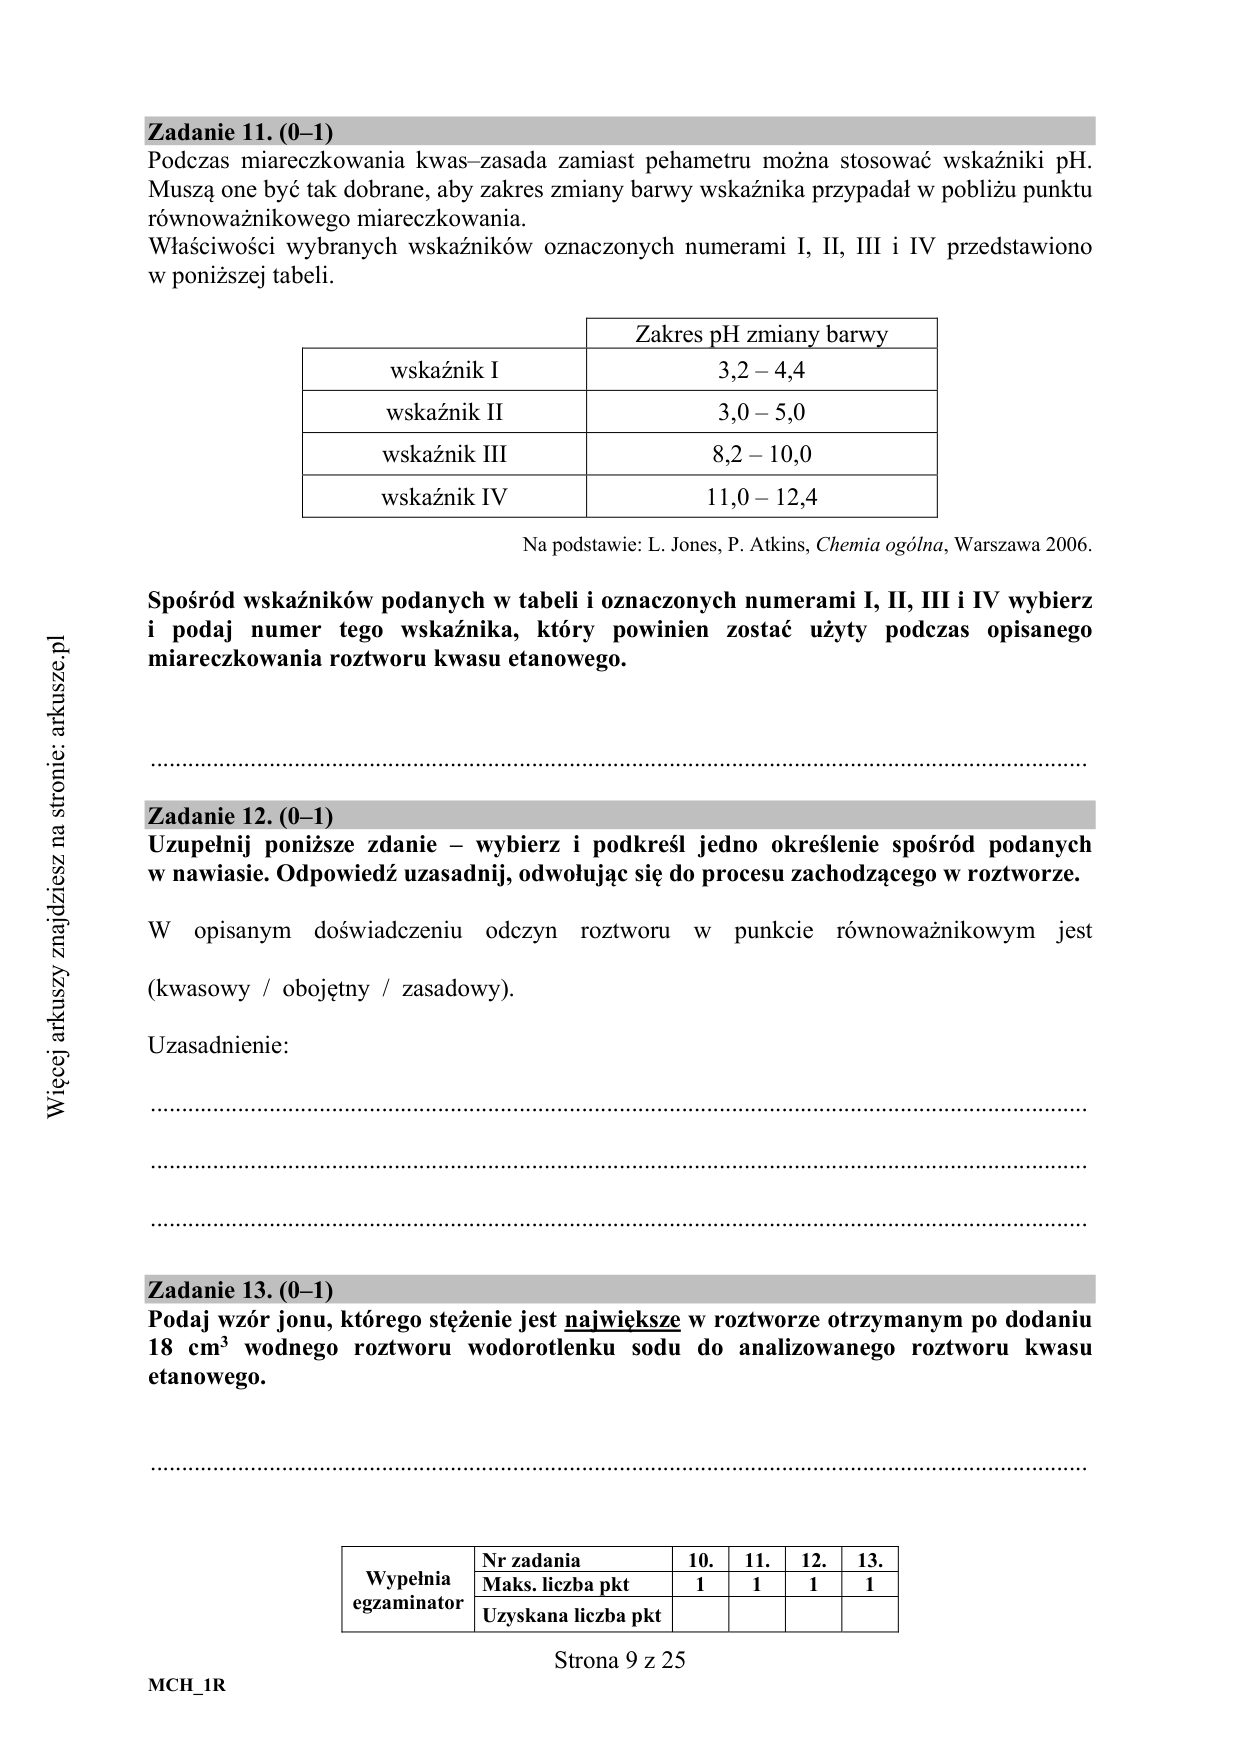 Zadanie 11. (0–1)
Podczas miareczkowania kwas–zasada zamiast pehametru można stosować wskaźniki pH.
Muszą one być tak dobrane, aby zakres zmiany barwy wskaźnika przypadał w pobliżu punktu
równoważnikowego miareczkowania.
Właściwości wybranych wskaźników oznaczonych numerami I, II, III i IV przedstawiono
w poniższej tabeli.
Zakres pH zmiany barwy
wskaźnik I 3,2 – 4,4
wskaźnik II 3,0 – 5,0
wskaźnik III 8,2 – 10,0
wskaźnik IV 11,0 – 12,4
Na podstawie: L. Jones, P. Atkins, Chemia ogólna, Warszawa 2006.
Spośród wskaźników podanych w tabeli i oznaczonych numerami I, II, III i IV wybierz
i podaj numer tego wskaźnika, który powinien zostać użyty podczas opisanego
miareczkowania roztworu kwasu etanowego.
Zadanie 12. (0–1)
Uzupełnij poniższe zdanie – wybierz i podkreśl jedno określenie spośród podanych
w nawiasie. Odpowiedź uzasadnij, odwołując się do procesu zachodzącego w roztworze.
W opisanym doświadczeniu odczyn roztworu w punkcie równoważnikowym jest
(kwasowy / obojętny / zasadowy).
Uzasadnienie:
Zadanie 13. (0–1)
Podaj wzór jonu, którego stężenie jest największe w roztworze otrzymanym po dodaniu
18 cm³ wodnego roztworu wodorotlenku sodu do analizowanego roztworu kwasu
etanowego.
Wypełnia egzaminator
Nr zadania 10. 11. 12. 13.
Maks. liczba pkt 1 1 1 1
Uzyskana liczba pkt
Strona 9 z 25
MCH_1R
Więcej arkuszy znajdziesz na stronie: arkusze.pl